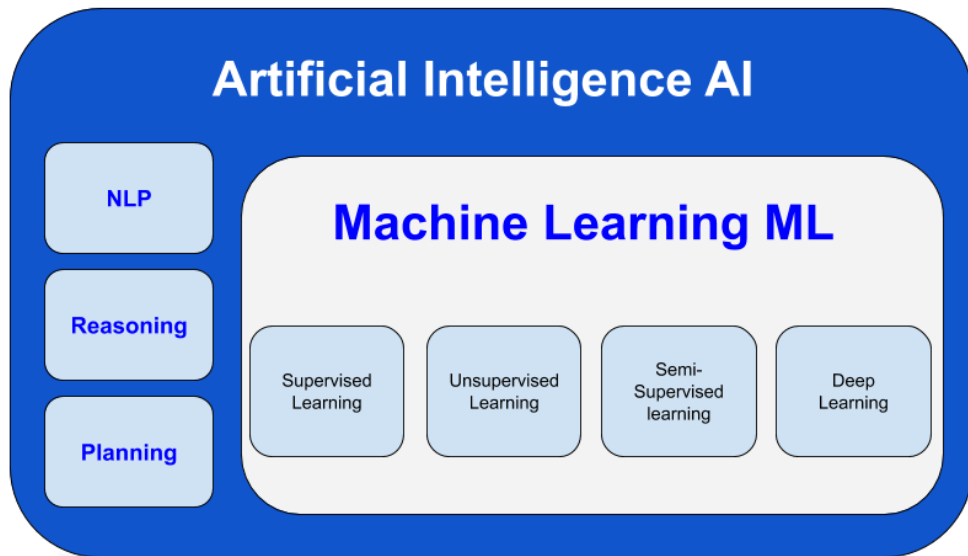 Artificial Intelligence AI
NLP
Reasoning
Planning
Machine Learning ML
Supervised
Learning
Unsupervised
Learning
Semi-
Supervised
learning
Deep
Learning